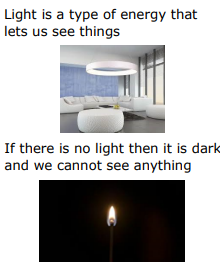 Light is a type of energy that
lets us see things
If there is no light then it is dark
and we cannot see anything